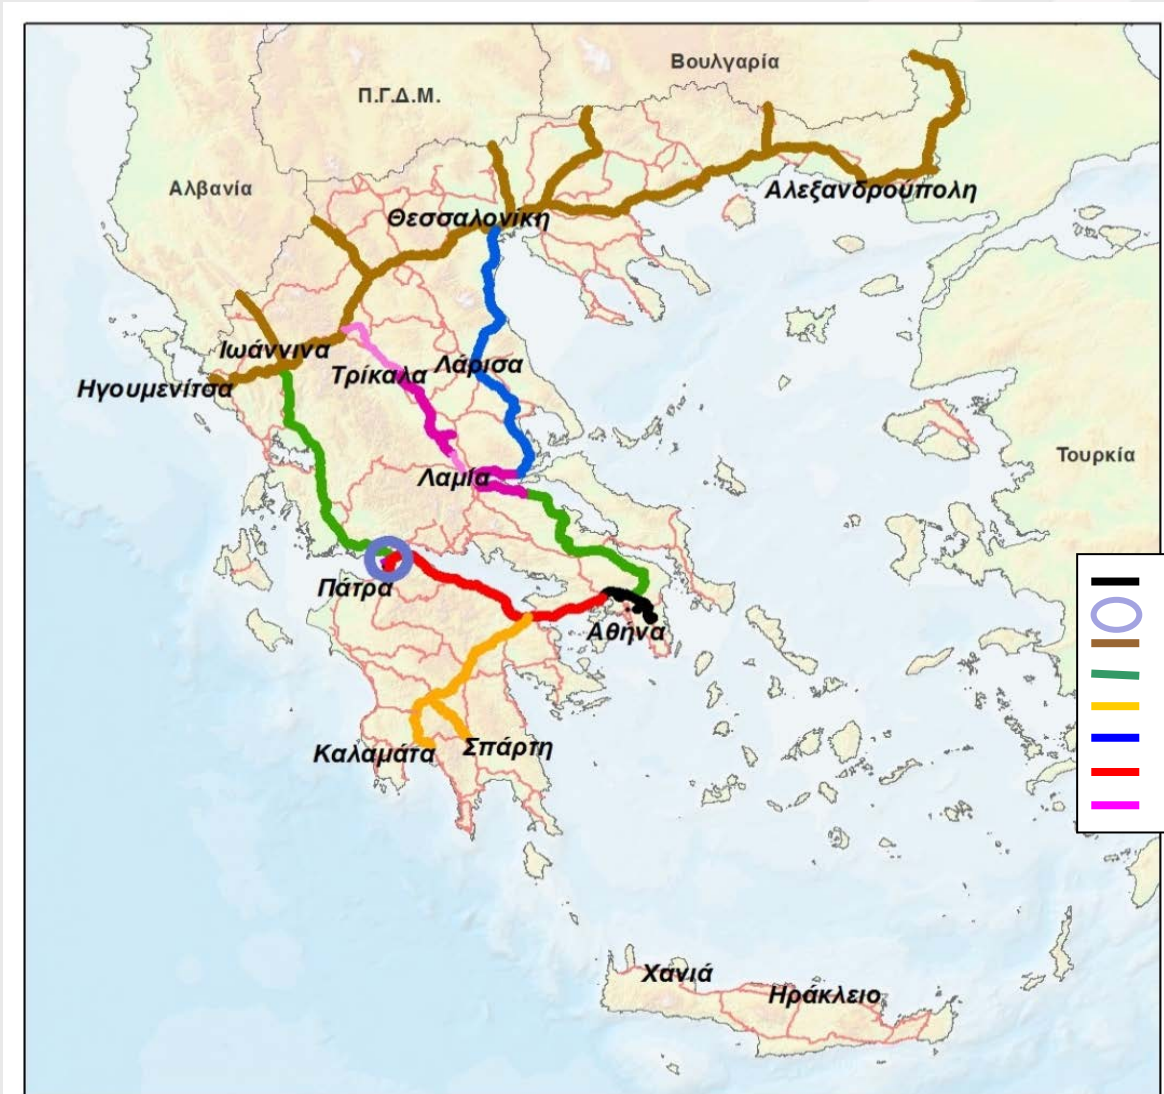 Βουλγαρία
Π.Γ.Δ.Μ.
Αλβανία
Αλεξανδρούπολη
Θεσσαλονίκη
Ιωάννινα
Τρίκαλα
Λάρισα
Ηγουμενίτσα
Τουρκία
Λαμία
Πάτρα
Αθήνα
Καλαμάτα
Σπάρτη
Χανιά
Ηράκλειο